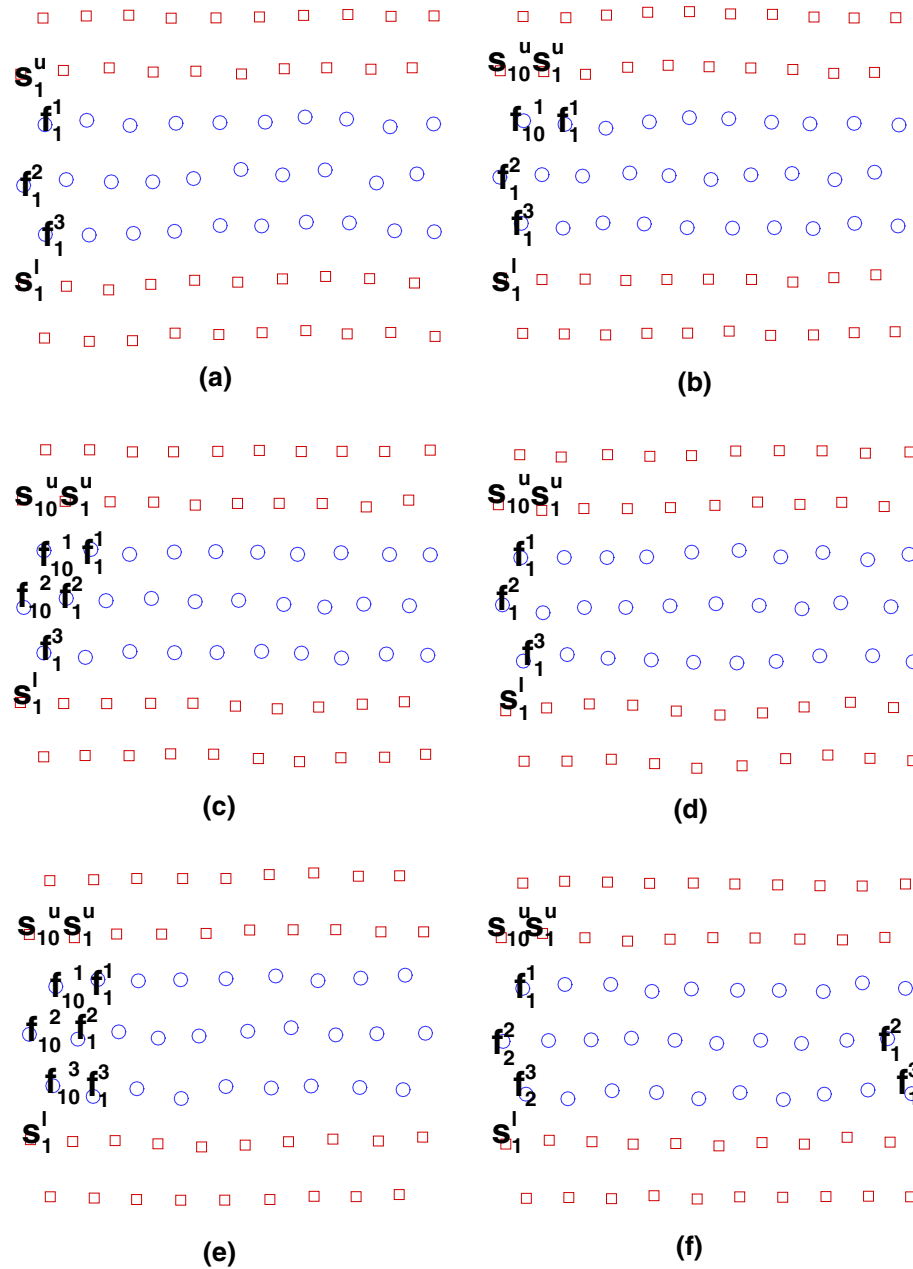 s₁ᵘ
f₁¹
f₁²
f₁³
s₁ˡ
(a)
s₁₀ᵘ s₁ᵘ
f₁₀¹ f₁¹
f₁²
f₁³
s₁ˡ
(b)
s₁₀ᵘ s₁ᵘ
f₁₀¹ f₁¹
f₁₀² f₁²
f₁³
s₁ˡ
(c)
s₁₀ᵘ s₁ᵘ
f₁¹
f₁²
f₁³
s₁ˡ
(d)
s₁₀ᵘ s₁ᵘ
f₁₀¹ f₁¹
f₁₀² f₁²
f₁₀³ f₁³
s₁ˡ
(e)
s₁₀ᵘ s₁ᵘ
f₁¹
f₂² f₁²
f₂³ f₁³
s₁ˡ
(f)